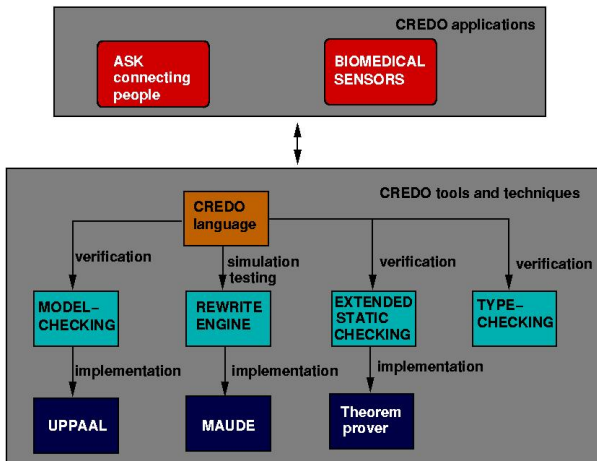 CREDO applications
ASK
connecting
people
BIOMEDICAL
SENSORS
CREDO tools and techniques
CREDO
language
verification
simulation
testing
verification
verification
MODEL−
CHECKING
REWRITE
ENGINE
EXTENDED
STATIC
CHECKING
TYPE−
CHECKING
implementation
implementation
implementation
UPPAAL
MAUDE
Theorem
prover